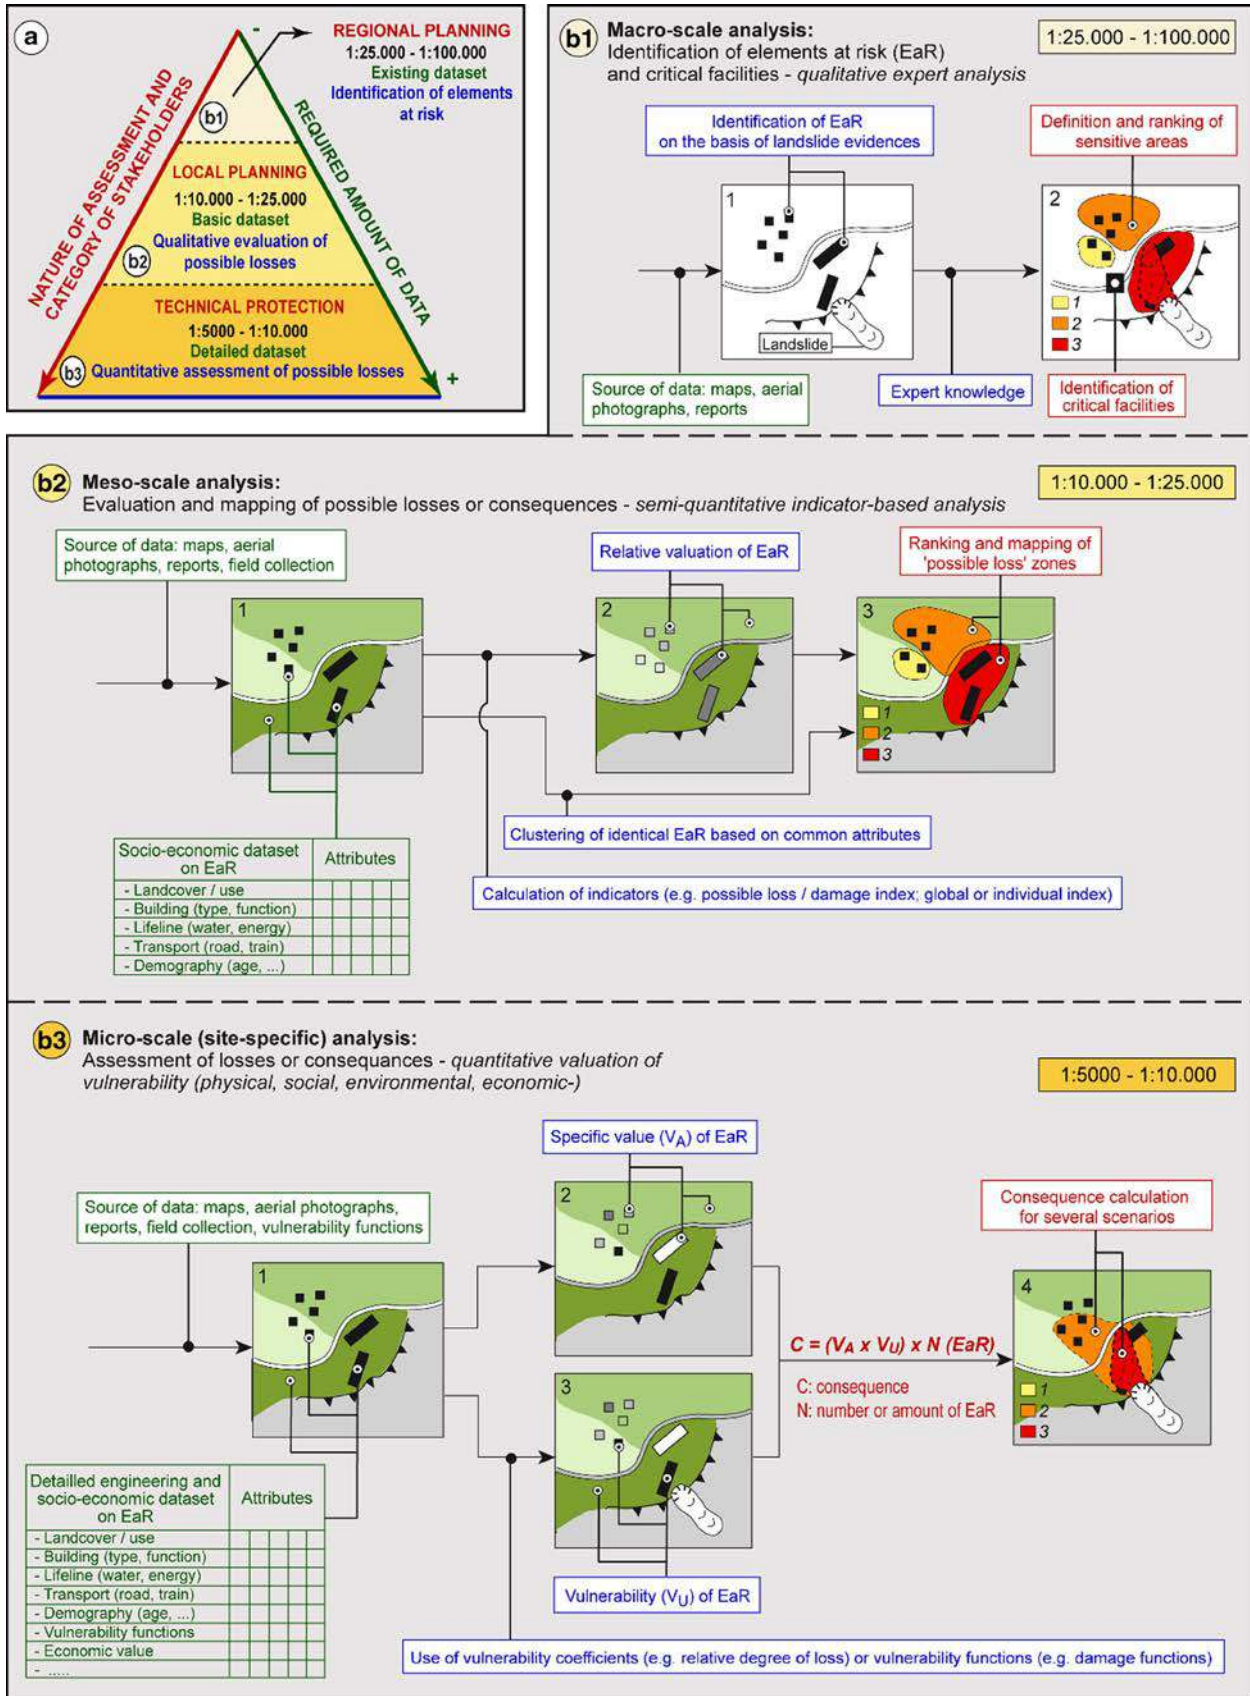 a
-
REGIONAL PLANNING
1:25.000 - 1:100.000
Existing dataset
Identification of elements
at risk
NATURE OF ASSESSMENT AND
CATEGORY OF STAKEHOLDERS
REQUIRED AMOUNT OF DATA
b1
LOCAL PLANNING
1:10.000 - 1:25.000
Basic dataset
Qualitative evaluation of
possible losses
b2
TECHNICAL PROTECTION
1:5000 - 1:10.000
Detailed dataset
b3 Quantitative assessment of possible losses
+
b1 Macro-scale analysis:
Identification of elements at risk (EaR)
and critical facilities - qualitative expert analysis
1:25.000 - 1:100.000
Identification of EaR
on the basis of landslide evidences
Definition and ranking of
sensitive areas
1
Landslide
2
1
2
3
Source of data: maps, aerial
photographs, reports
Expert knowledge
Identification of
critical facilities
b2 Meso-scale analysis:
Evaluation and mapping of possible losses or consequences - semi-quantitative indicator-based analysis
1:10.000 - 1:25.000
Source of data: maps, aerial
photographs, reports, field collection
Relative valuation of EaR
Ranking and mapping of
'possible loss' zones
1
2
3
1
2
3
Clustering of identical EaR based on common attributes
Calculation of indicators (e.g. possible loss / damage index; global or individual index)
Socio-economic dataset
on EaR
Attributes
- Landcover / use
- Building (type, function)
- Lifeline (water, energy)
- Transport (road, train)
- Demography (age, ...)
b3 Micro-scale (site-specific) analysis:
Assessment of losses or consequances - quantitative valuation of
vulnerability (physical, social, environmental, economic-)
1:5000 - 1:10.000
Specific value (VA) of EaR
Source of data: maps, aerial photographs,
reports, field collection, vulnerability functions
Consequence calculation
for several scenarios
1
2
3
C = (VA x VU) x N (EaR)
C: consequence
N: number or amount of EaR
4
1
2
3
Detailled engineering and
socio-economic dataset
on EaR
Attributes
- Landcover / use
- Building (type, function)
- Lifeline (water, energy)
- Transport (road, train)
- Demography (age, ...)
- Vulnerability functions
- Economic value
- .....
Vulnerability (VU) of EaR
Use of vulnerability coefficients (e.g. relative degree of loss) or vulnerability functions (e.g. damage functions)